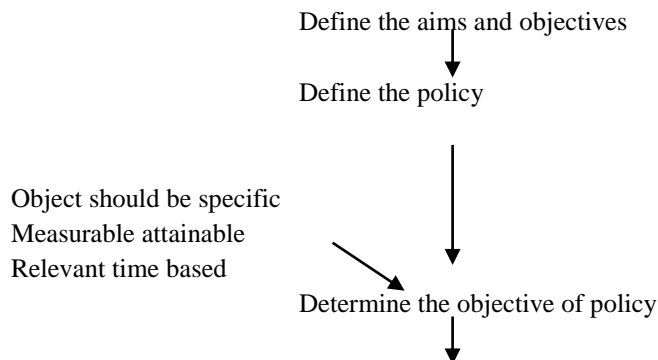 Define the aims and objectives
Define the policy
Object should be specific
Measurable attainable
Relevant time based
Determine the objective of policy